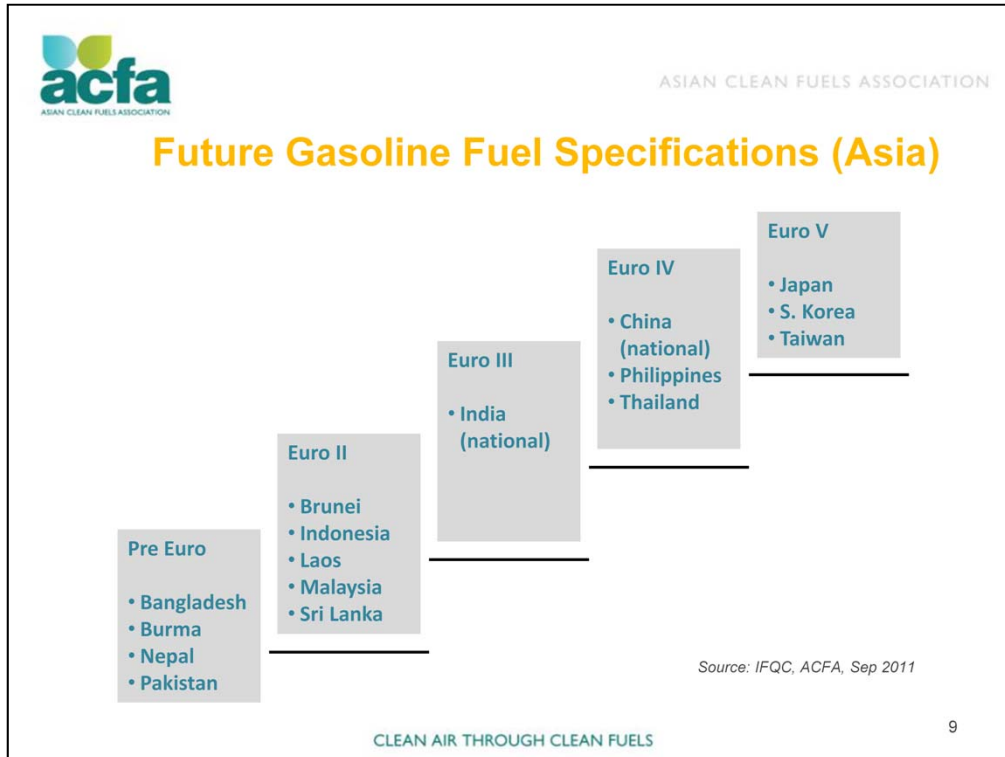 acfa
ASIAN CLEAN FUELS ASSOCIATION
ASIAN CLEAN FUELS ASSOCIATION
Future Gasoline Fuel Specifications (Asia)
Pre Euro
• Bangladesh
• Burma
• Nepal
• Pakistan
Euro II
• Brunei
• Indonesia
• Laos
• Malaysia
• Sri Lanka
Euro III
• India
(national)
Euro IV
• China
(national)
• Philippines
• Thailand
Euro V
• Japan
• S. Korea
• Taiwan
Source: IFQC, ACFA, Sep 2011
CLEAN AIR THROUGH CLEAN FUELS
9